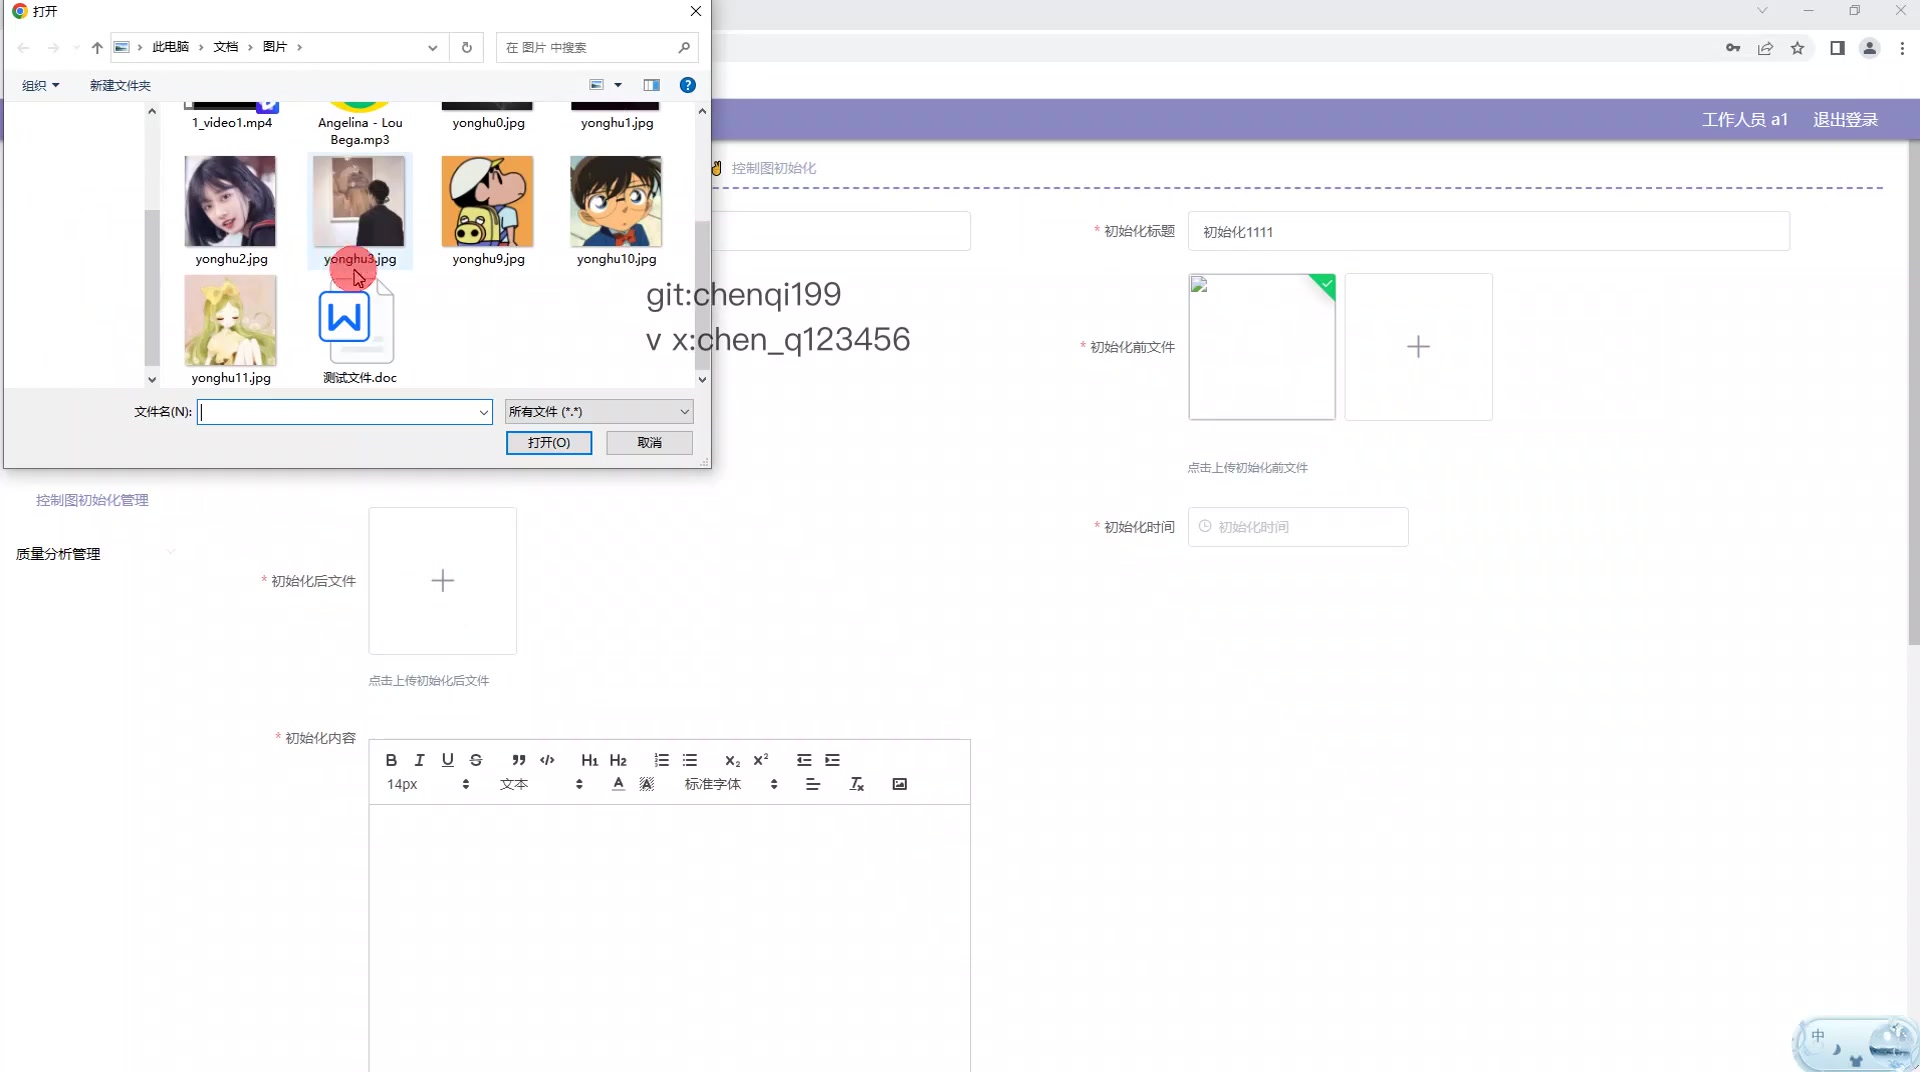 打开
此电脑 › 文档 › 图片 ›
在 图片 中搜索
组织
新建文件夹
1_video1.mp4
Angelina - Lou
Bega.mp3
yonghu0.jpg
yonghu1.jpg
yonghu2.jpg
yonghu3.jpg
yonghu9.jpg
yonghu10.jpg
yonghu11.jpg
测试文件.doc
文件名(N):
所有文件 (*.*)
打开(O)
取消
工作人员 a1
退出登录
控制图初始化
* 初始化标题
初始化1111
git:chenqi199
v x:chen_q123456
* 初始化前文件
点击上传初始化前文件
控制图初始化管理
质量分析管理
* 初始化时间
初始化时间
* 初始化后文件
点击上传初始化后文件
* 初始化内容
B I U S H1 H2 X2 X2
14px
文本
A
A
标准字体
Tx
中